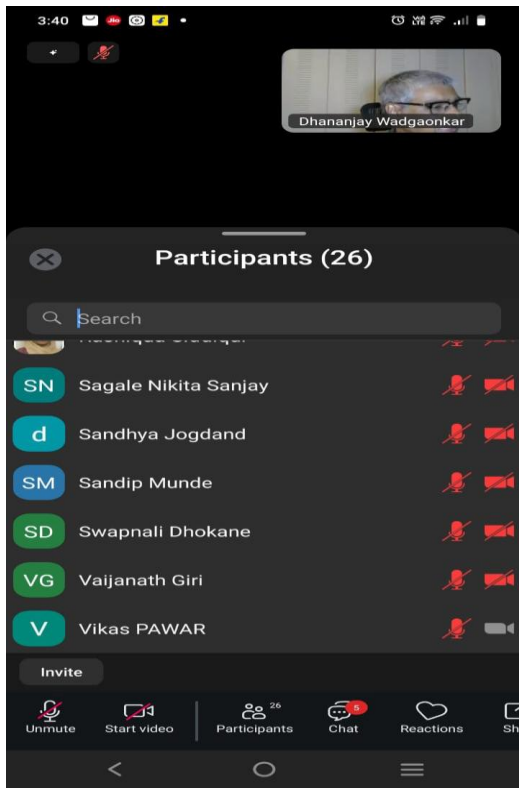 3:40
Dhananjay Wadgaonkar
Participants (26)
Search
SN Sagale Nikita Sanjay
d Sandhya Jogdand
SM Sandip Munde
SD Swapnali Dhokane
VG Vaijanath Giri
V Vikas PAWAR
Invite
26 5
Unmute Start video Participants Chat Reactions Sh